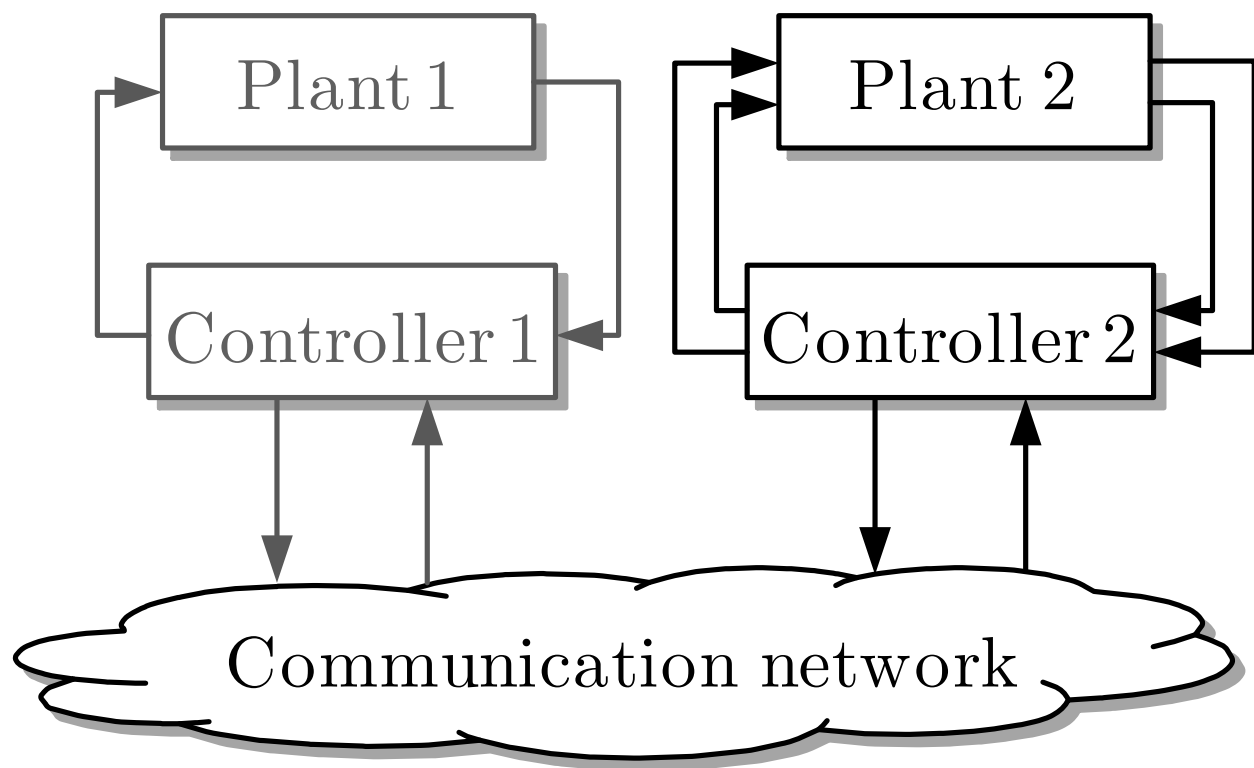 Plant 1
Plant 2
Controller 1
Controller 2
Communication network